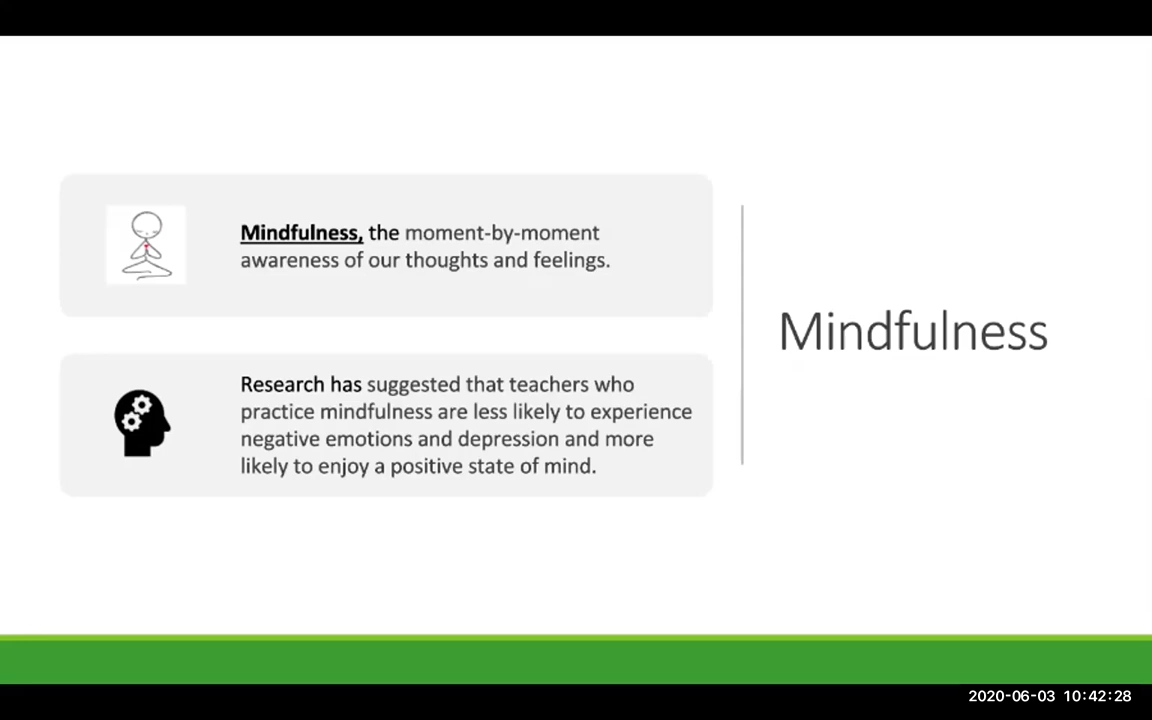 Mindfulness, the moment-by-moment
awareness of our thoughts and feelings.
Research has suggested that teachers who
practice mindfulness are less likely to experience
negative emotions and depression and more
likely to enjoy a positive state of mind.
Mindfulness
2020-06-03 10:42:28